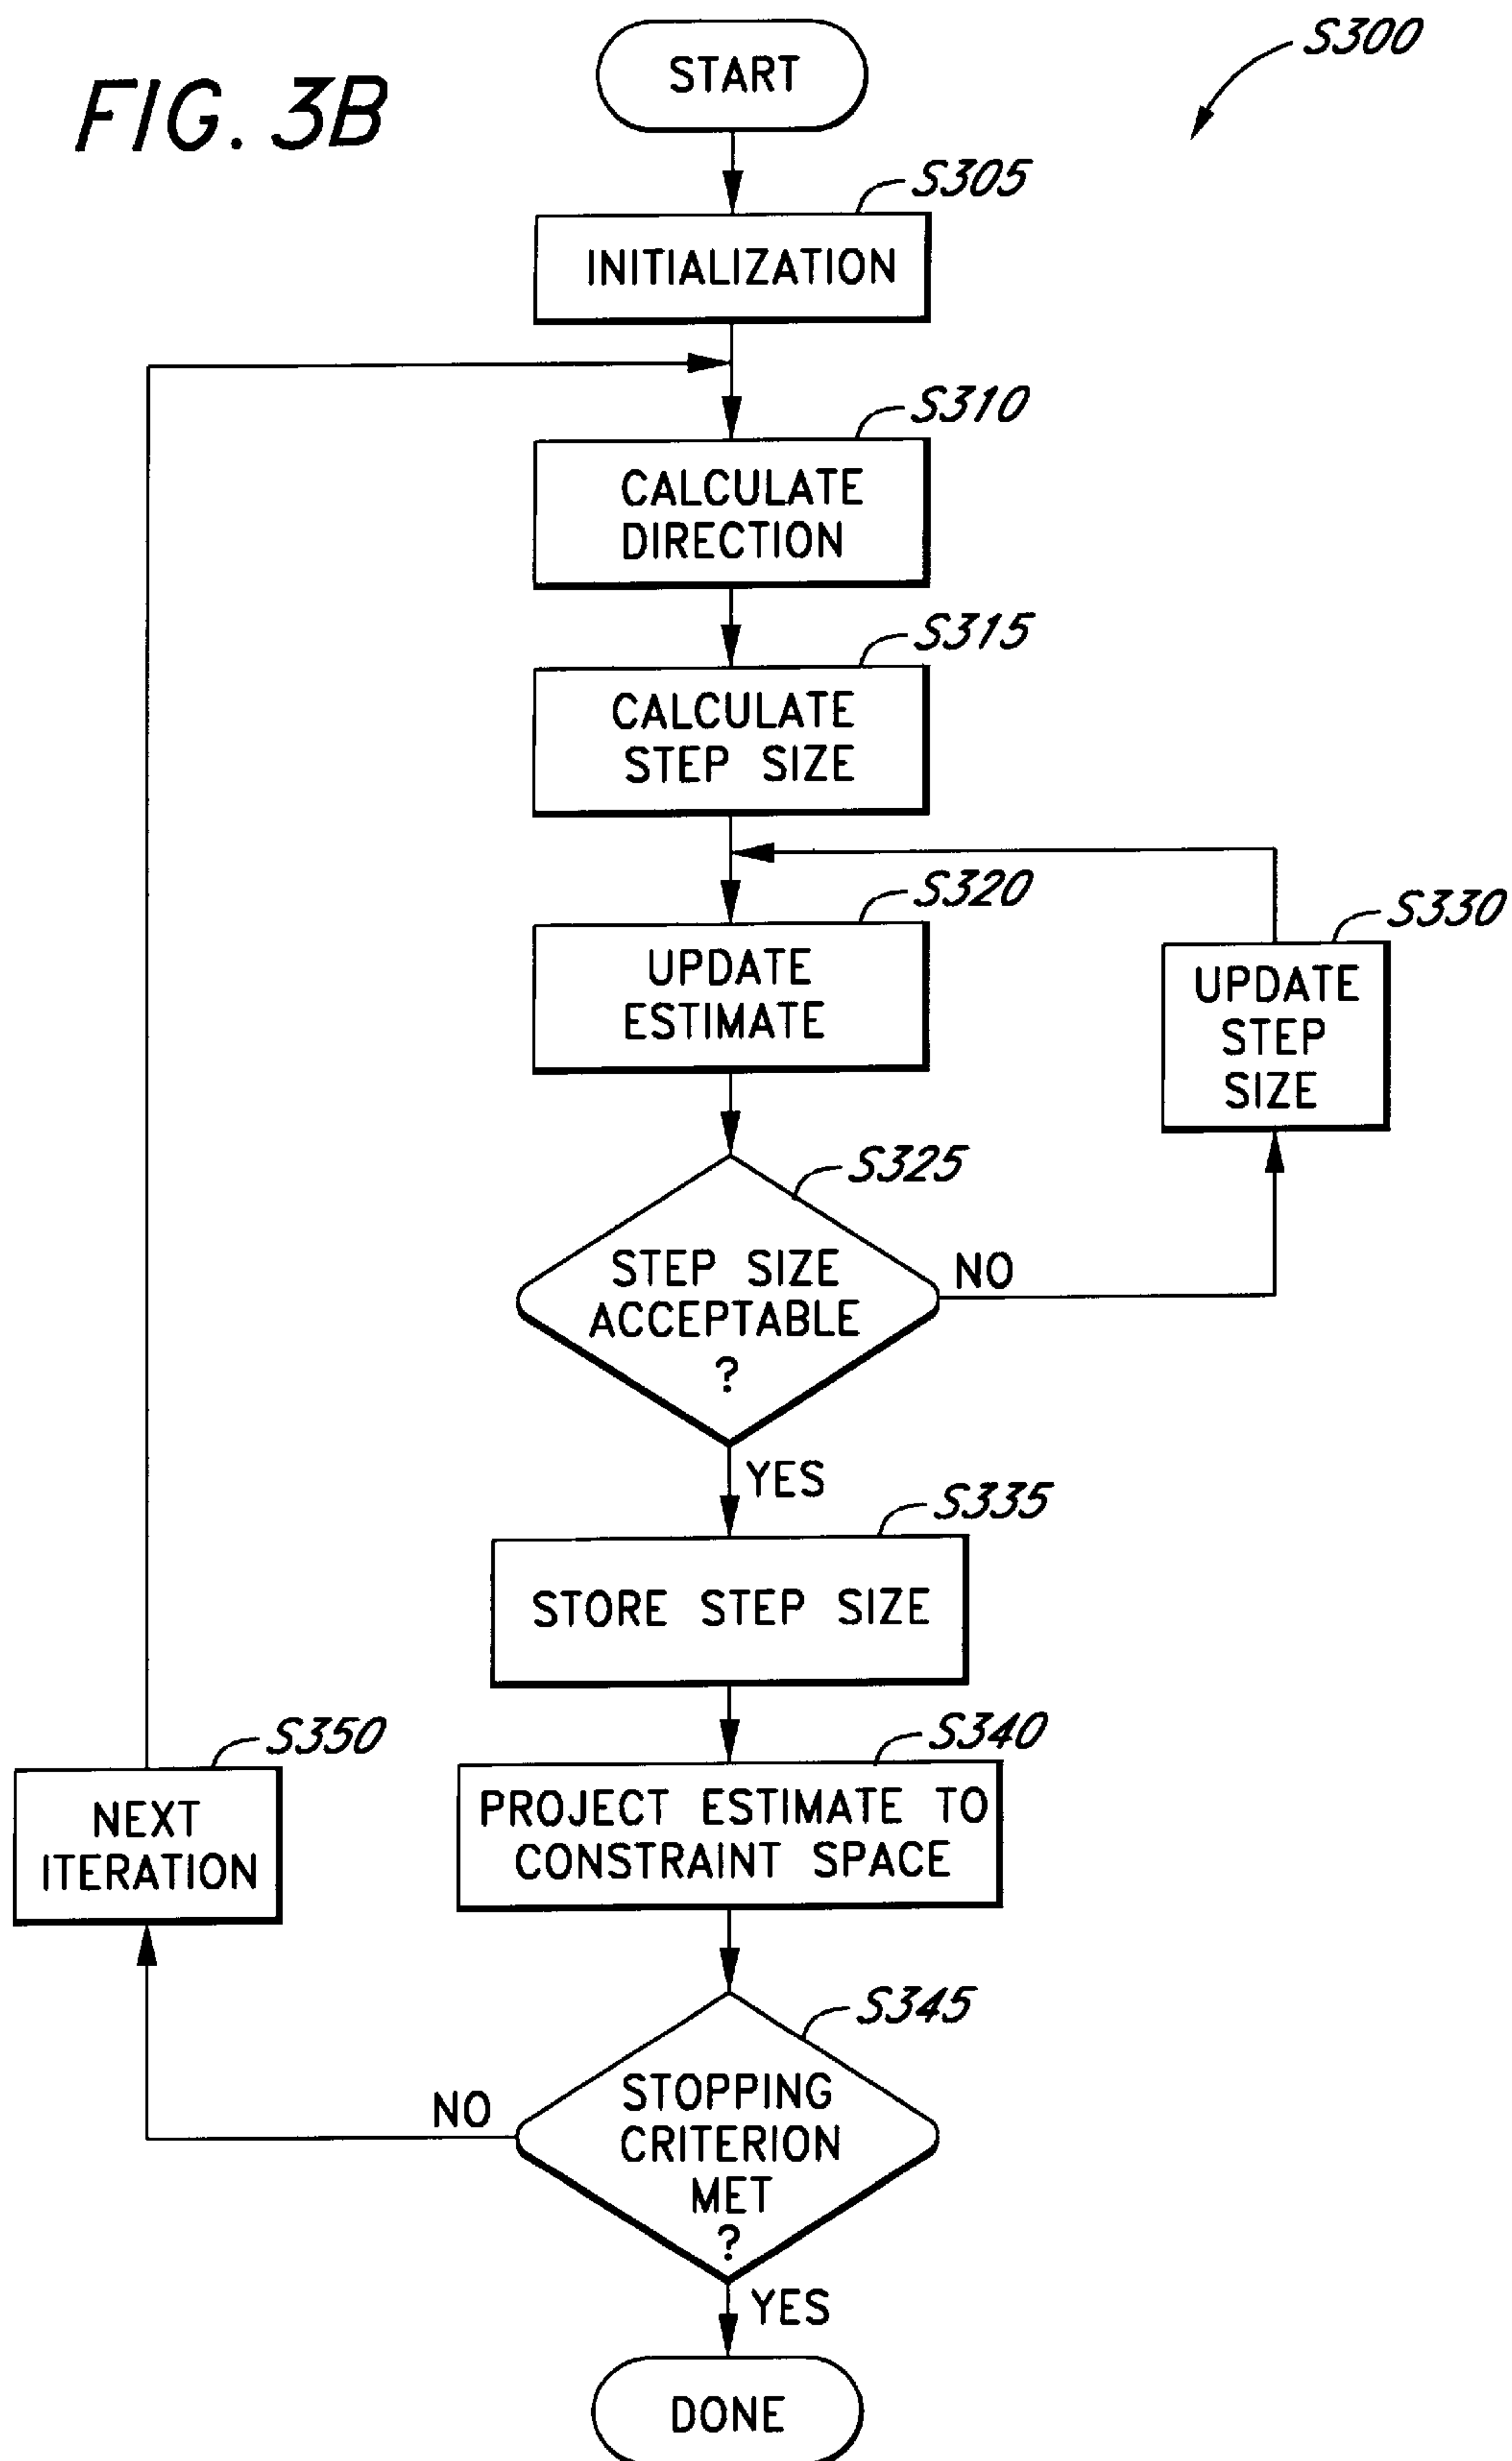 FIG. 3B
START
S300
S305
INITIALIZATION
S310
CALCULATE
DIRECTION
S315
CALCULATE
STEP SIZE
S320
UPDATE
ESTIMATE
S330
UPDATE
STEP
SIZE
S325
STEP SIZE
ACCEPTABLE
?
NO
YES
S335
STORE STEP SIZE
S340
PROJECT ESTIMATE TO
CONSTRAINT SPACE
S350
NEXT
ITERATION
S345
STOPPING
CRITERION
MET
?
NO
YES
DONE